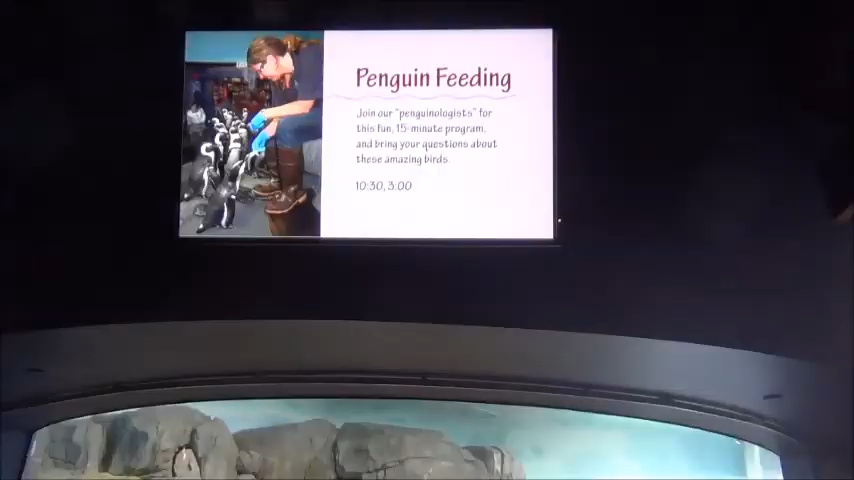 Penguin Feeding
Join our "penguinologists" for
this fun, 15-minute program,
and bring your questions about
these amazing birds.
10:30, 3:00